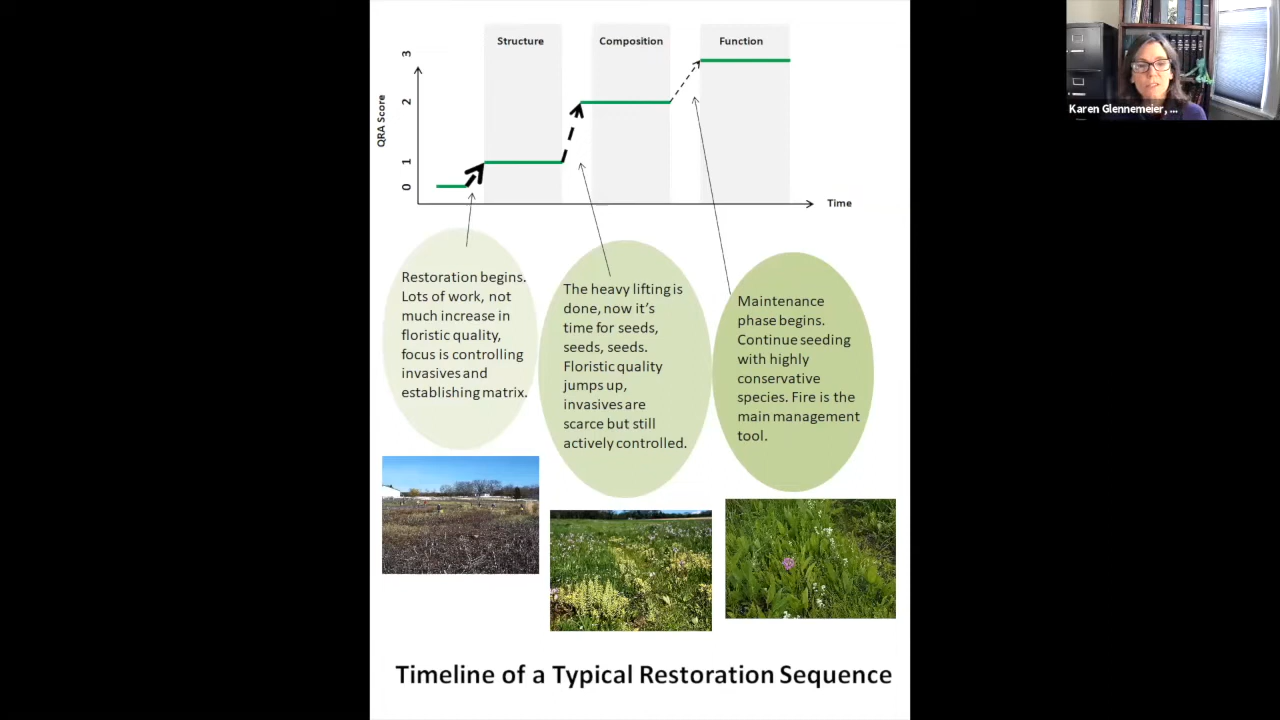 Structure
Composition
Function
QRA Score
3
2
1
0
Time
Restoration begins.
Lots of work, not
much increase in
floristic quality,
focus is controlling
invasives and
establishing matrix.
The heavy lifting is
done, now it's
time for seeds,
seeds, seeds.
Floristic quality
jumps up,
invasives are
scarce but still
actively controlled.
Maintenance
phase begins.
Continue seeding
with highly
conservative
species. Fire is the
main management
tool.
Timeline of a Typical Restoration Sequence
Karen Glennemeier, ...